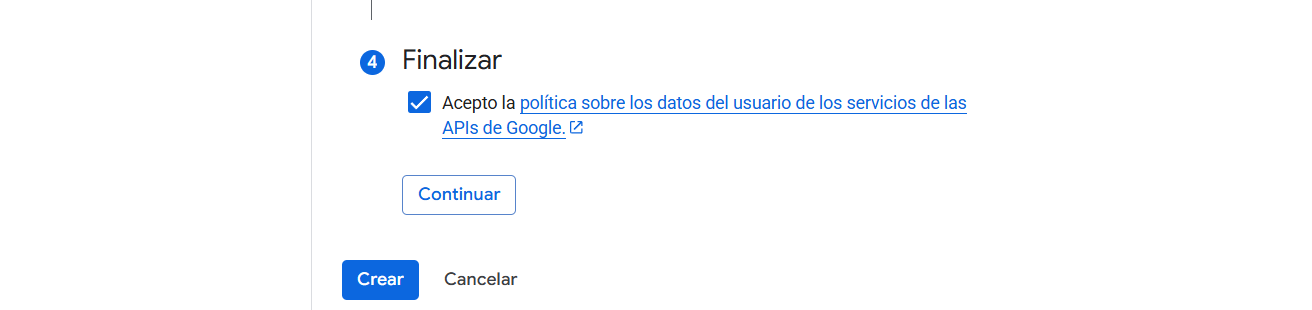 4 Finalizar
Acepto la política sobre los datos del usuario de los servicios de las
APIs de Google.
Continuar
Crear Cancelar